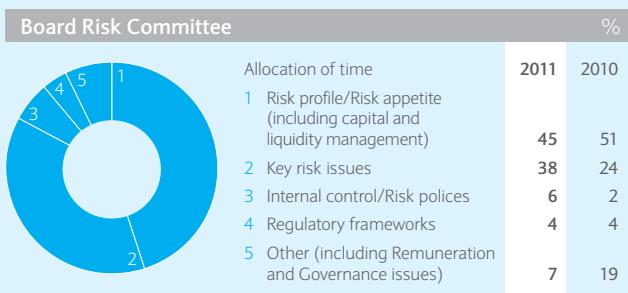 Board Risk Committee %
Allocation of time 2011 2010
1 Risk profile/Risk appetite
(including capital and
liquidity management) 45 51
2 Key risk issues 38 24
3 Internal control/Risk polices 6 2
4 Regulatory frameworks 4 4
5 Other (including Remuneration
and Governance issues) 7 19
1
5
4
3
2